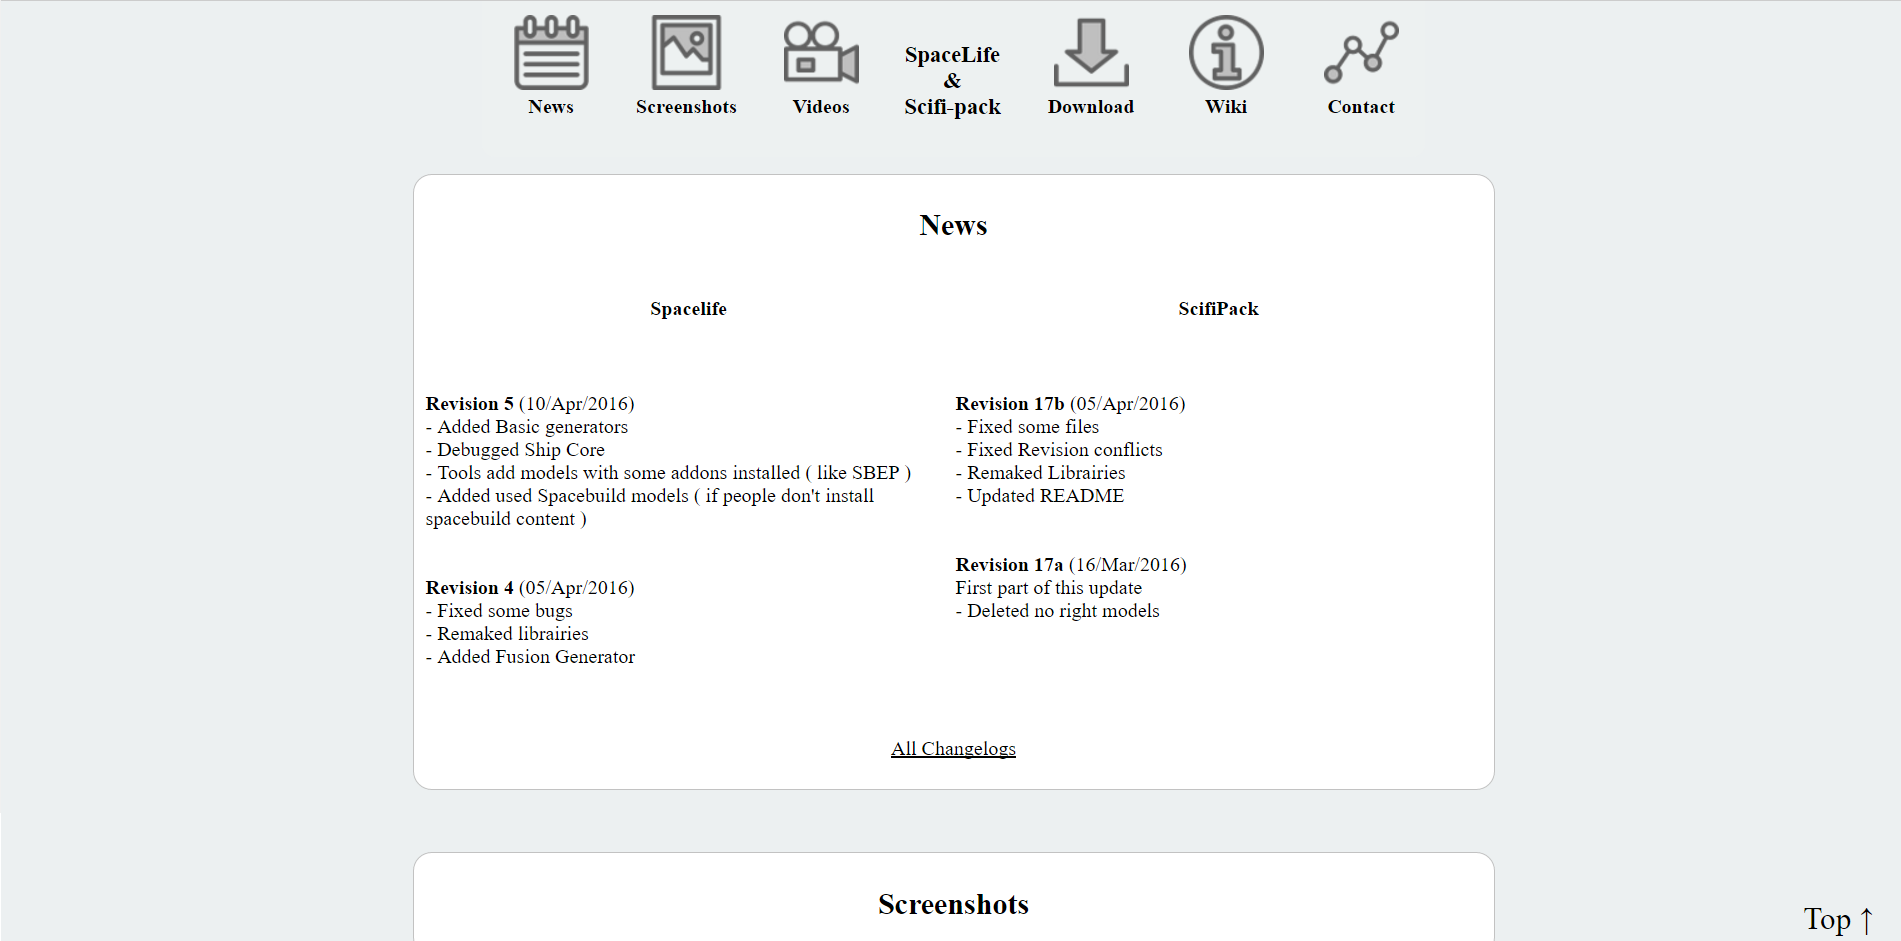 News
Screenshots
Videos
SpaceLife
&
Scifi-pack
Download
Wiki
Contact
News
Spacelife
Revision 5 (10/Apr/2016)
- Added Basic generators
- Debugged Ship Core
- Tools add models with some addons installed ( like SBEP )
- Added used Spacebuild models ( if people don't install
spacebuild content )
Revision 4 (05/Apr/2016)
- Fixed some bugs
- Remaked librairies
- Added Fusion Generator
ScifiPack
Revision 17b (05/Apr/2016)
- Fixed some files
- Fixed Revision conflicts
- Remaked Librairies
- Updated README
Revision 17a (16/Mar/2016)
First part of this update
- Deleted no right models
All Changelogs
Screenshots
Top ↑